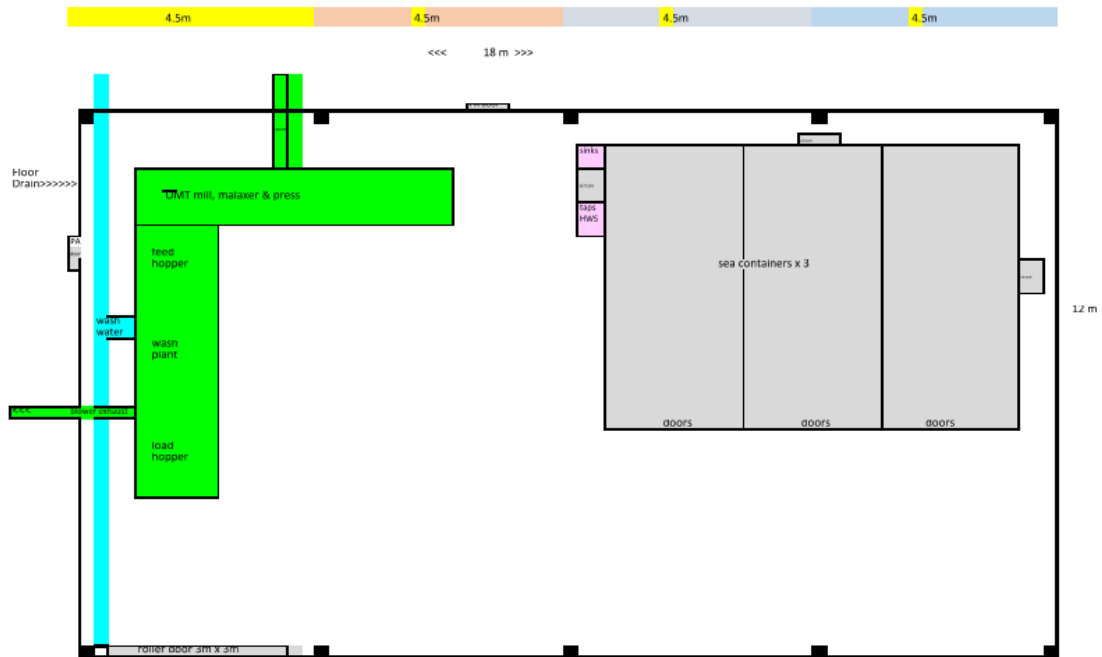 4.5m 4.5m 4.5m 4.5m
<<< 18 m >>>
Floor
Drain>>>>>>
sinks
OMT mill, malaxer & press
taps
HWS
PA
feed
hopper
sea containers x 3
12 m
wash
water
wasn
plant
<<< blower exhaust
doors doors doors
load
hopper
roller door 3m x 3m